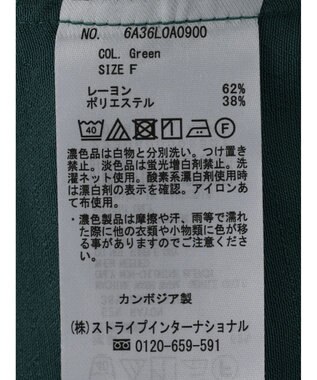 NO. 6A36L0A0900
COL. Green
SIZE F
レーヨン 62%
ポリエステル 38%
40 F
濃色品は白物と分別洗い。つけ置き
禁止。淡色品は蛍光増白剤禁止。洗
濯ネット使用。酸素系漂白剤使用時
は漂白剤の表示を確認。アイロンあ
て布使用。
・濃色製品は摩擦や汗、雨等で濡れ
た際に他の衣類や小物類に色が移
る事がありますのでご注意くださ
い。
カンボジア製
(株)ストライプインターナショナル
0120-659-591